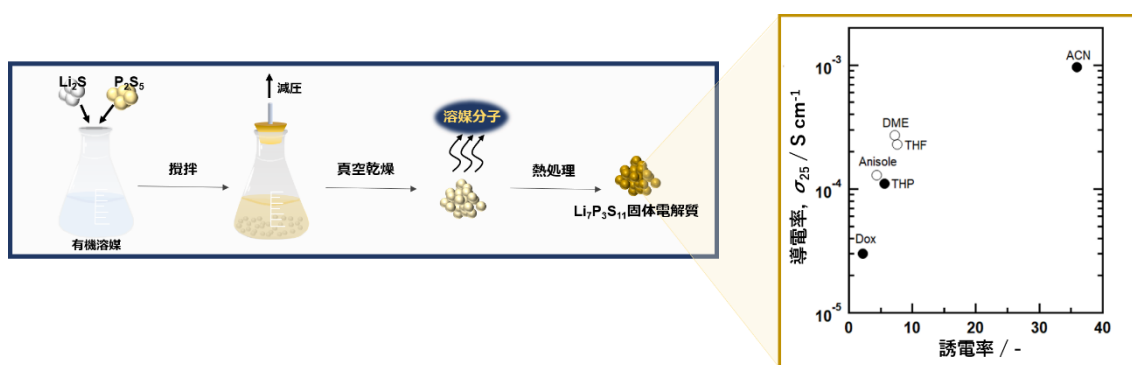 Li₂S
P₂S₅
有機溶媒
攪拌
減圧
真空乾燥
溶媒分子
熱処理
Li₇P₃S₁₁固体電解質
導電率, σ₂₅ / S cm⁻¹
10⁻³
10⁻⁴
10⁻⁵
ACN
DME
THF
Anisole
THP
Dox
0
10
20
30
40
誘電率 / -